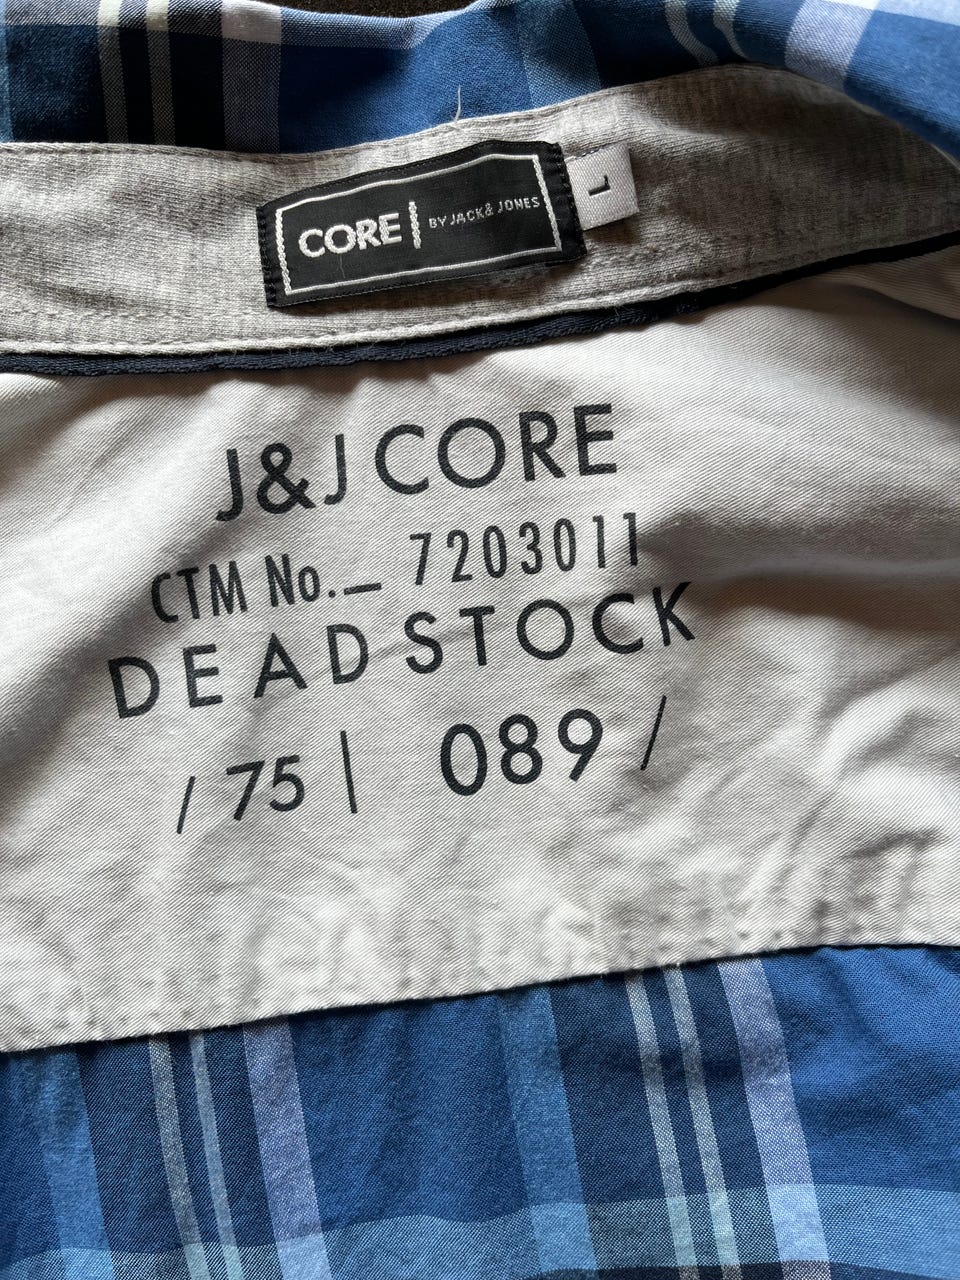 CORE | BY JACK & JONES
L
J&J CORE
CTM No._ 7203011
DEAD STOCK
/ 75 | 089 /